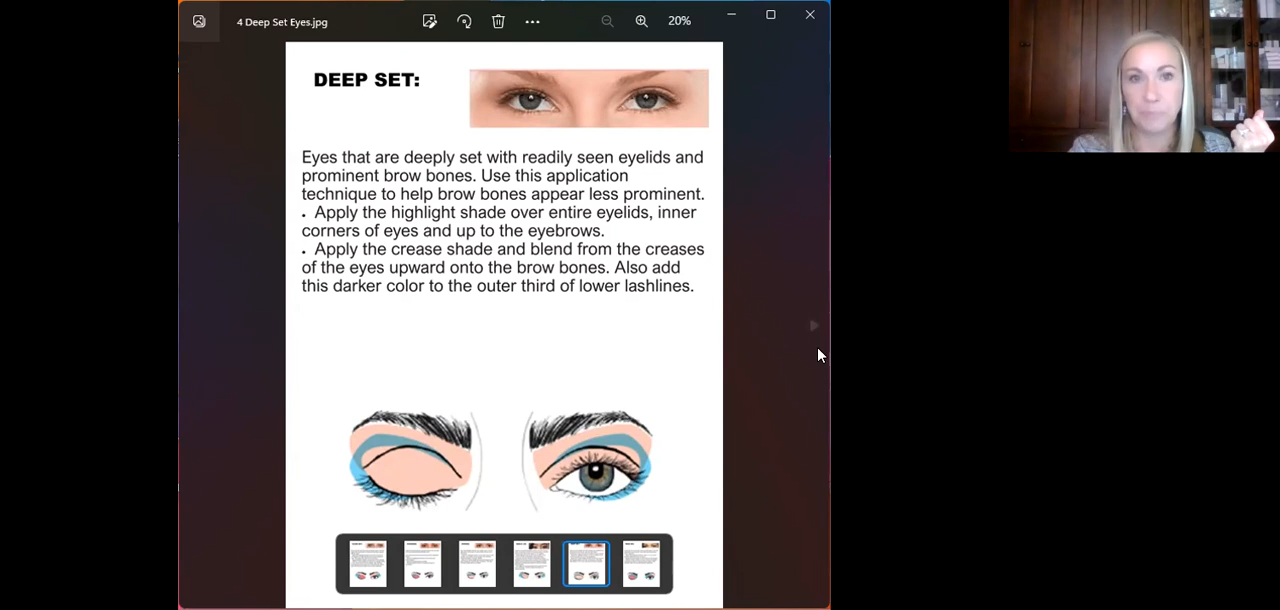 4 Deep Set Eyes.jpg
20%
DEEP SET:
Eyes that are deeply set with readily seen eyelids and
prominent brow bones. Use this application
technique to help brow bones appear less prominent.
• Apply the highlight shade over entire eyelids, inner
corners of eyes and up to the eyebrows.
• Apply the crease shade and blend from the creases
of the eyes upward onto the brow bones. Also add
this darker color to the outer third of lower lashlines.